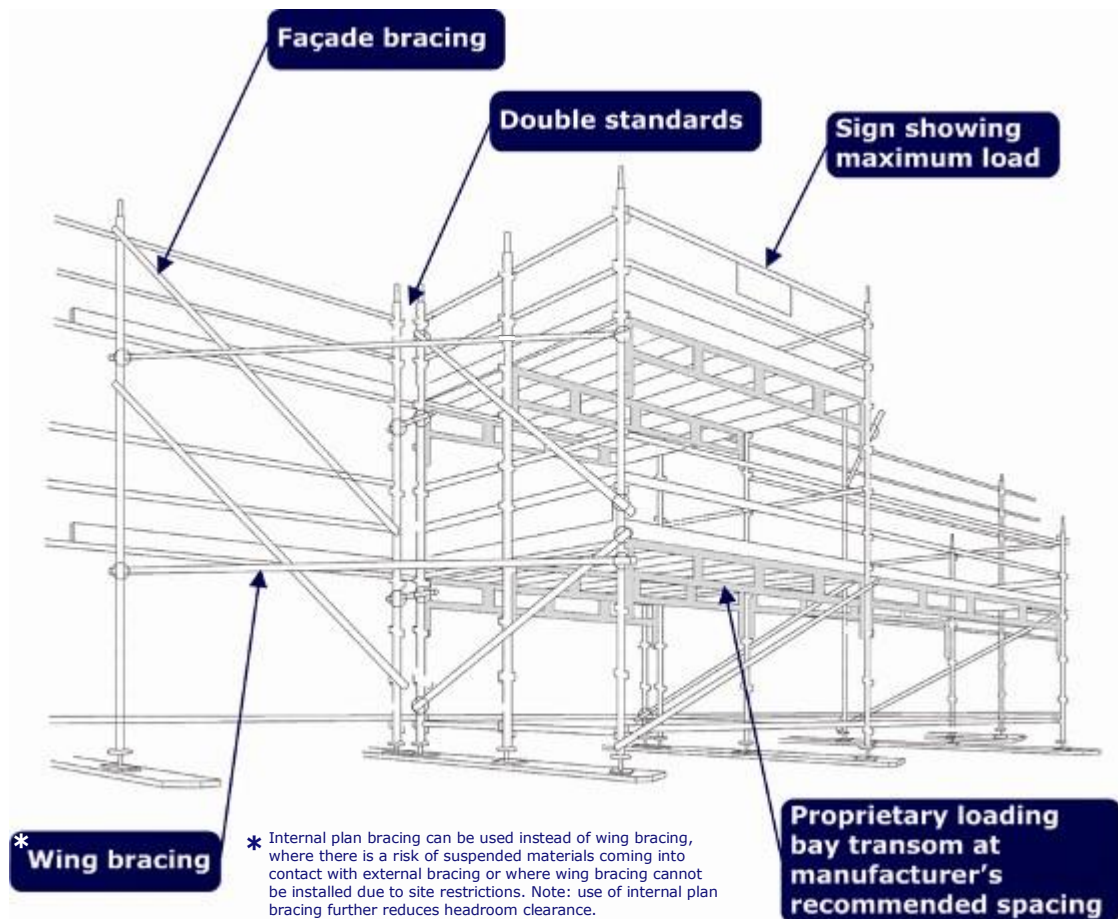 Façade bracing
Double standards
Sign showing
maximum load
* Wing bracing
* Internal plan bracing can be used instead of wing bracing,
where there is a risk of suspended materials coming into
contact with external bracing or where wing bracing cannot
be installed due to site restrictions. Note: use of internal plan
bracing further reduces headroom clearance.
Proprietary loading
bay transom at
manufacturer’s
recommended spacing